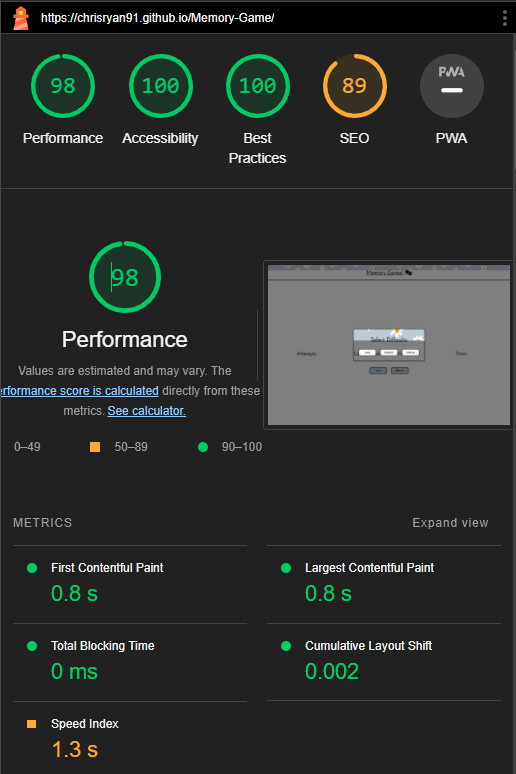 https://chrisryan91.github.io/Memory-Game/
98
100
100
89
PWA
Performance
Accessibility
Best
Practices
SEO
PWA
98
Performance
Values are estimated and may vary. The
erformance score is calculated directly from these
metrics. See calculator.
0–49
50–89
90–100
Memory Game!
Select Difficulty
Attempts:
Time:
METRICS
Expand view
First Contentful Paint
0.8 s
Largest Contentful Paint
0.8 s
Total Blocking Time
0 ms
Cumulative Layout Shift
0.002
Speed Index
1.3 s